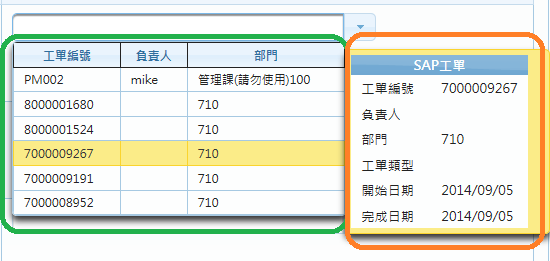 工單編號 負責人 部門
PM002 mike 管理課(請勿使用)100
8000001680 710
8000001524 710
7000009267 710
7000009191 710
7000008952 710
SAP工單
工單編號 7000009267
負責人
部門 710
工單類型
開始日期 2014/09/05
完成日期 2014/09/05